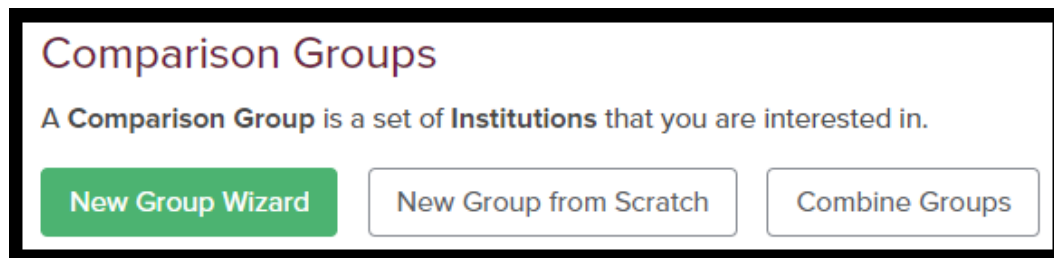 Comparison Groups
A Comparison Group is a set of Institutions that you are interested in.
New Group Wizard New Group from Scratch Combine Groups